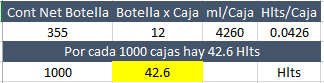 Cont Net Botella Botella x Caja ml/Caja Hlts/Caja
355 12 4260 0.0426
Por cada 1000 cajas hay 42.6 Hlts
1000 42.6 Hlts